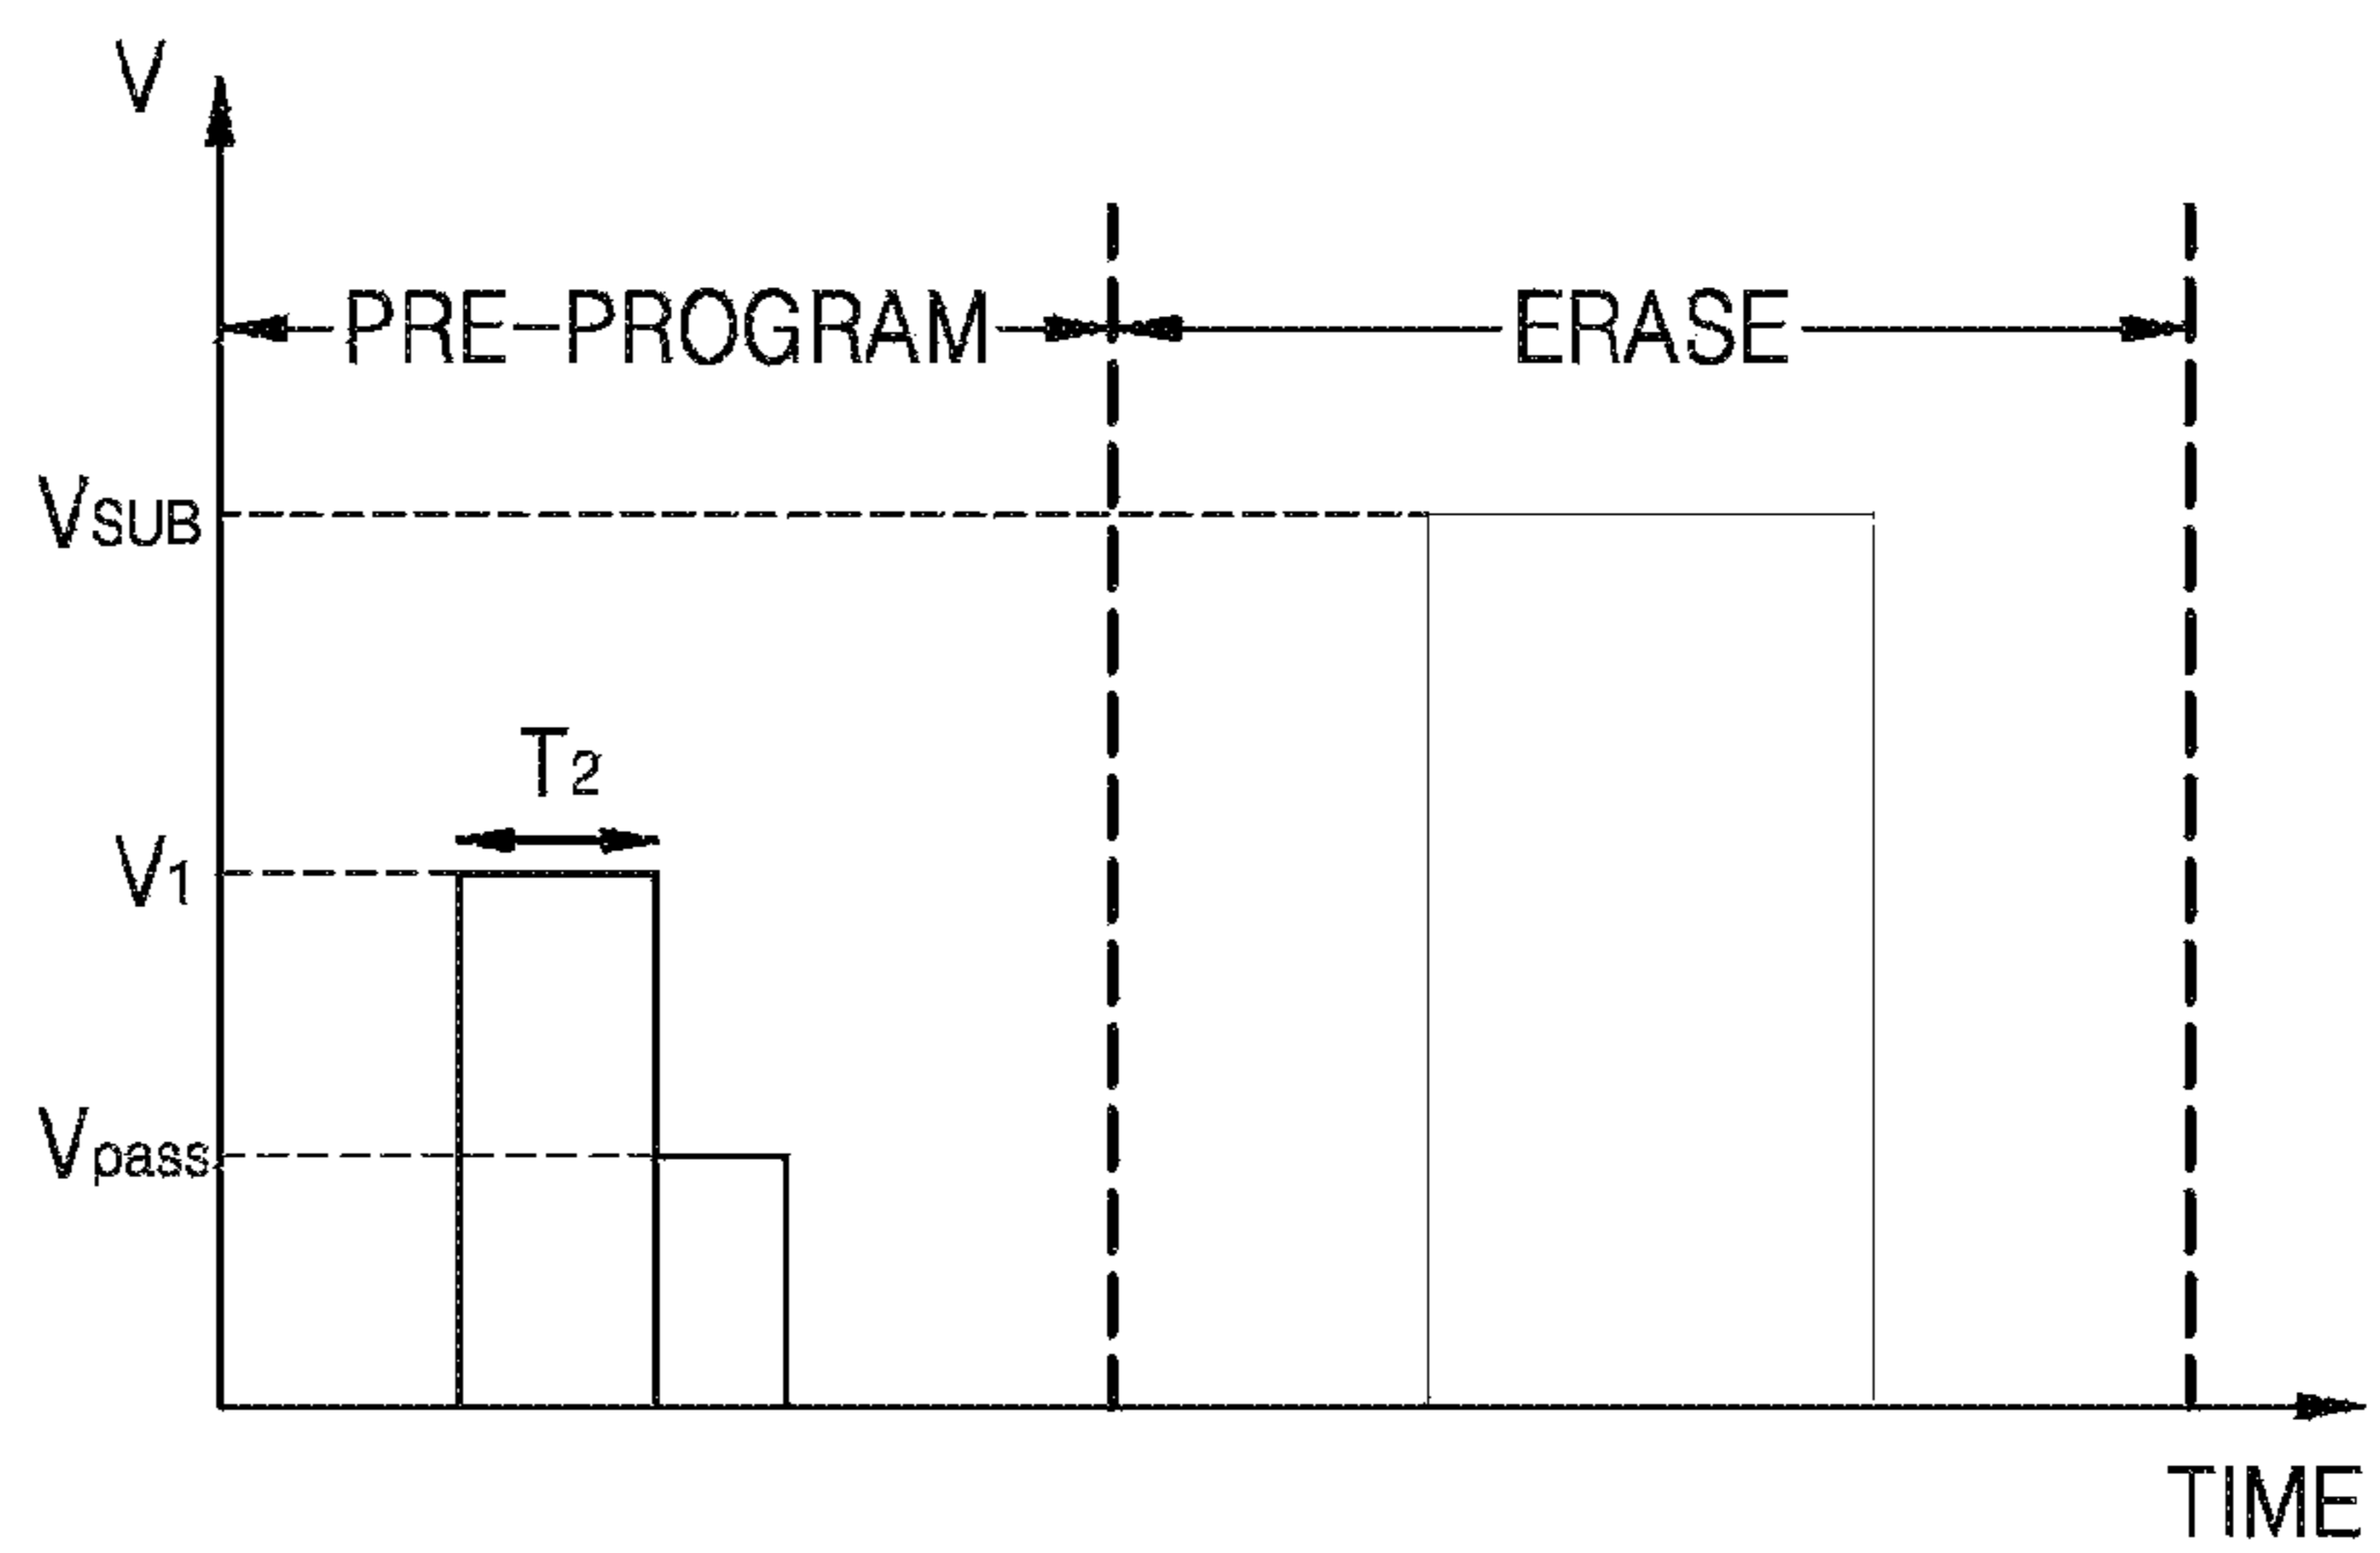 V
PRE-PROGRAM
ERASE
VSUB
T2
V1
Vpass
TIME